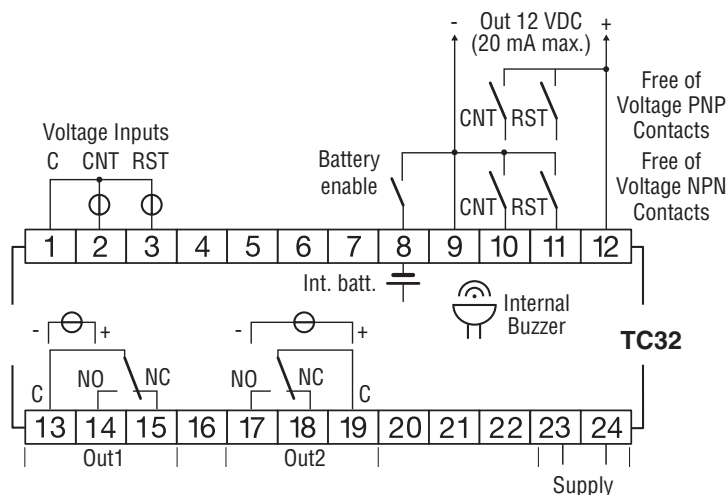 - Out 12 VDC +
(20 mA max.)
Free of
Voltage PNP
Contacts
CNT RST
Voltage Inputs
C CNT RST
Battery
enable
Free of
Voltage NPN
Contacts
CNT RST
1 2 3 4 5 6 7 8 9 10 11 12
Int. batt.
Internal
Buzzer
TC32
- +
- +
C NO NC
NO NC C
13 14 15 16 17 18 19 20 21 22 23 24
Out1 Out2
Supply